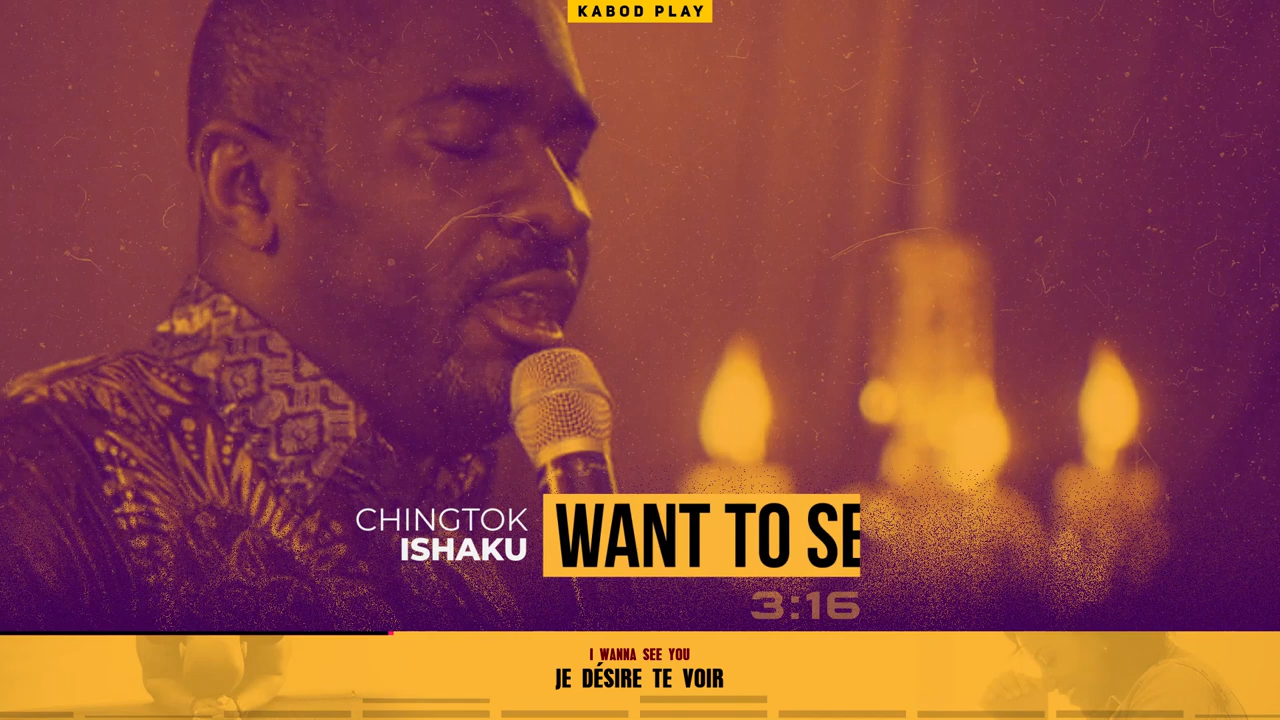 KABOD PLAY
CHINGTOK
ISHAKU
WANT TO SE
3:16
I WANNA SEE YOU
JE DÉSIRE TE VOIR